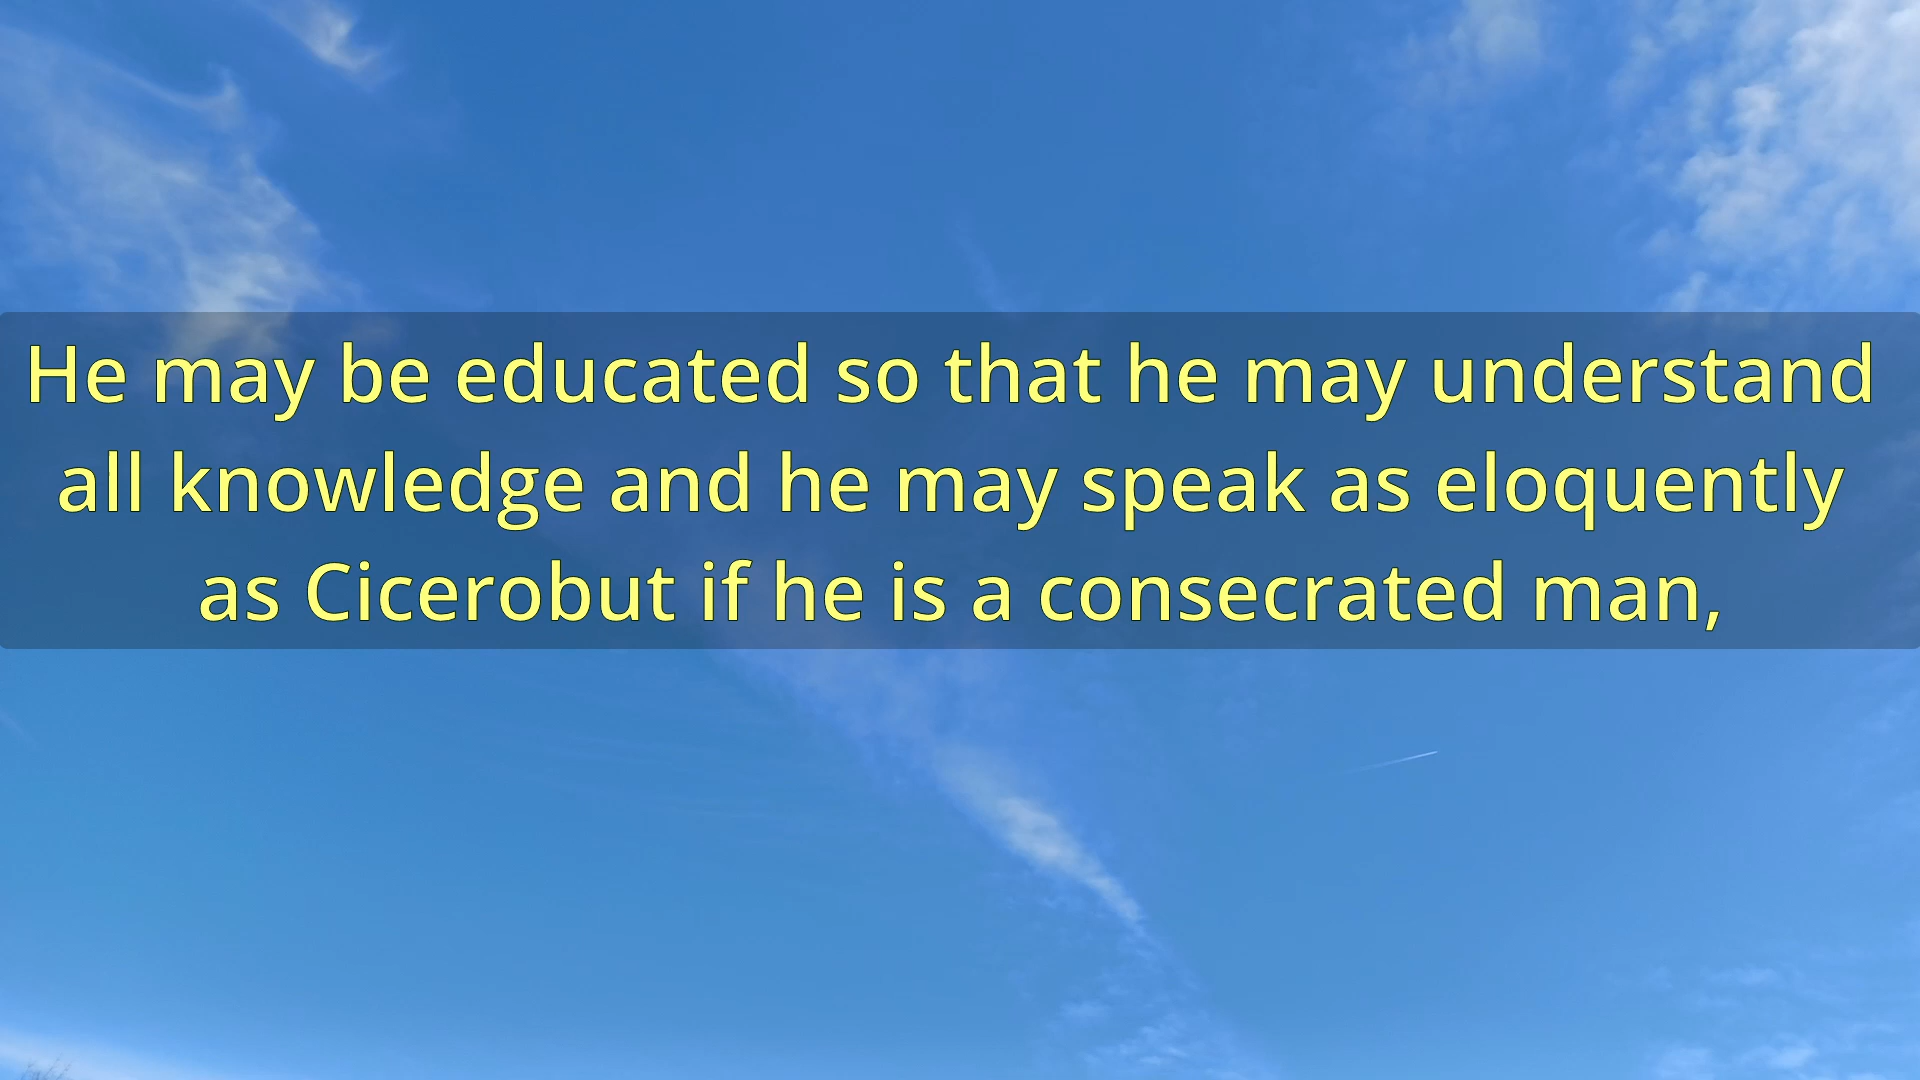 He may be educated so that he may understand
all knowledge and he may speak as eloquently
as Cicerobut if he is a consecrated man,